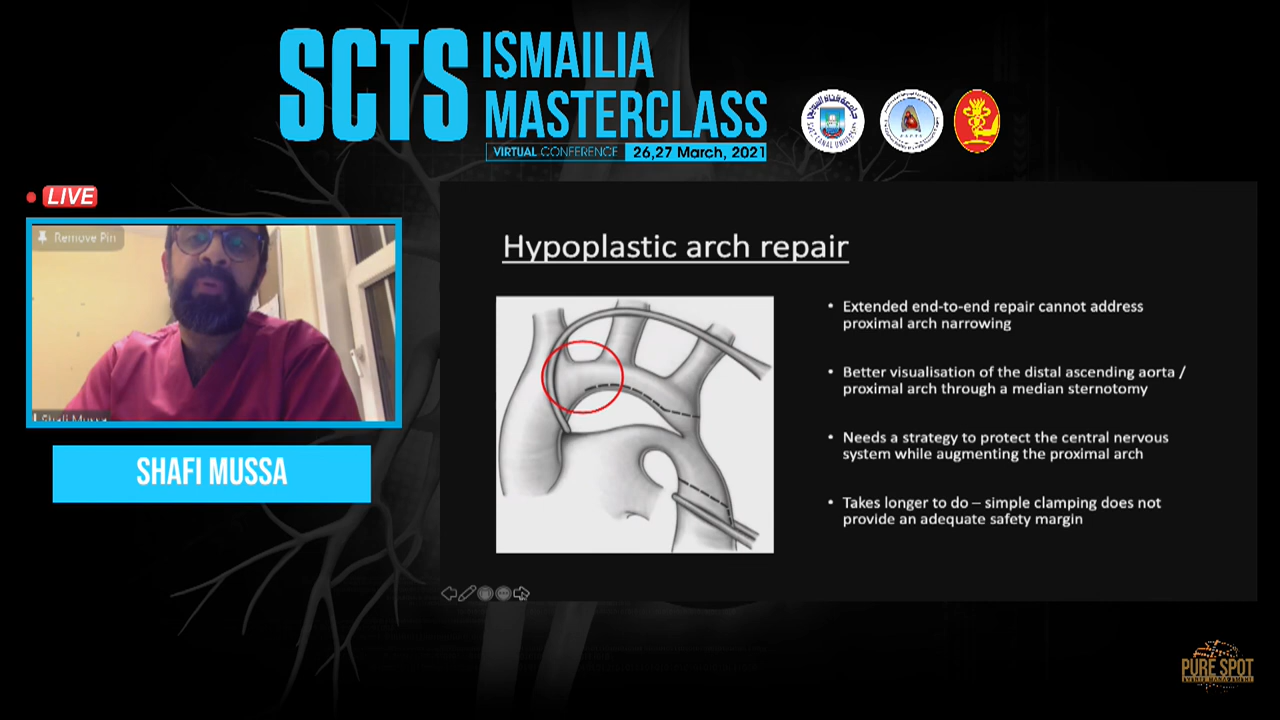 SCTS
ISMAILIA
MASTERCLASS
VIRTUAL CONFERENCE 26,27 March, 2021
LIVE
Remove Pin
Shafi Mussa
SHAFI MUSSA
Hypoplastic arch repair
• Extended end-to-end repair cannot address
proximal arch narrowing
• Better visualisation of the distal ascending aorta /
proximal arch through a median sternotomy
• Needs a strategy to protect the central nervous
system while augmenting the proximal arch
• Takes longer to do – simple clamping does not
provide an adequate safety margin
PURE SPOT